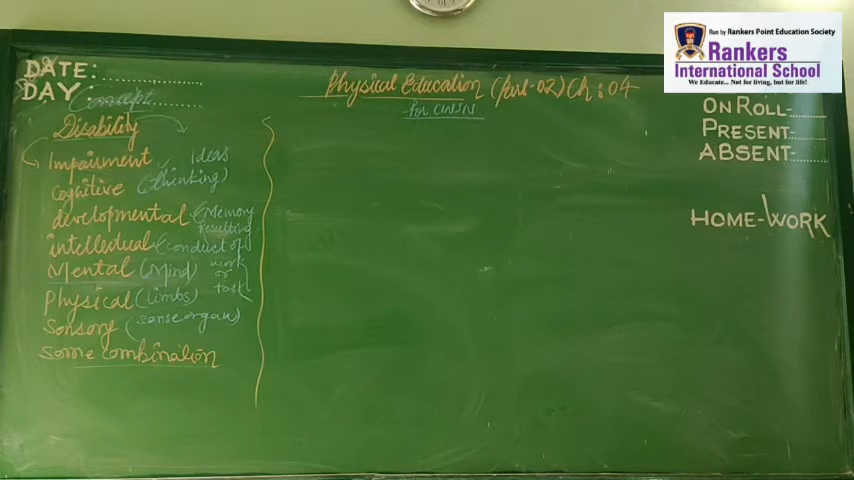 Run by Rankers Point Education Society
Rankers
International School
We Educate... Not for living, but for life!
DATE:
DAY
Concept
Physical Education (Part-02) Ch:04
for CWSN
ON ROLL-
PRESENT-
ABSENT-
HOME-WORK
Disability
Impairment Ideas
Cognitive (thinking)
developmental (Memory
Resulting
intellectual (conduct of
Mental (Mind) work
or
Physical (limbs) task
Sensory (sense organ)
Some combination